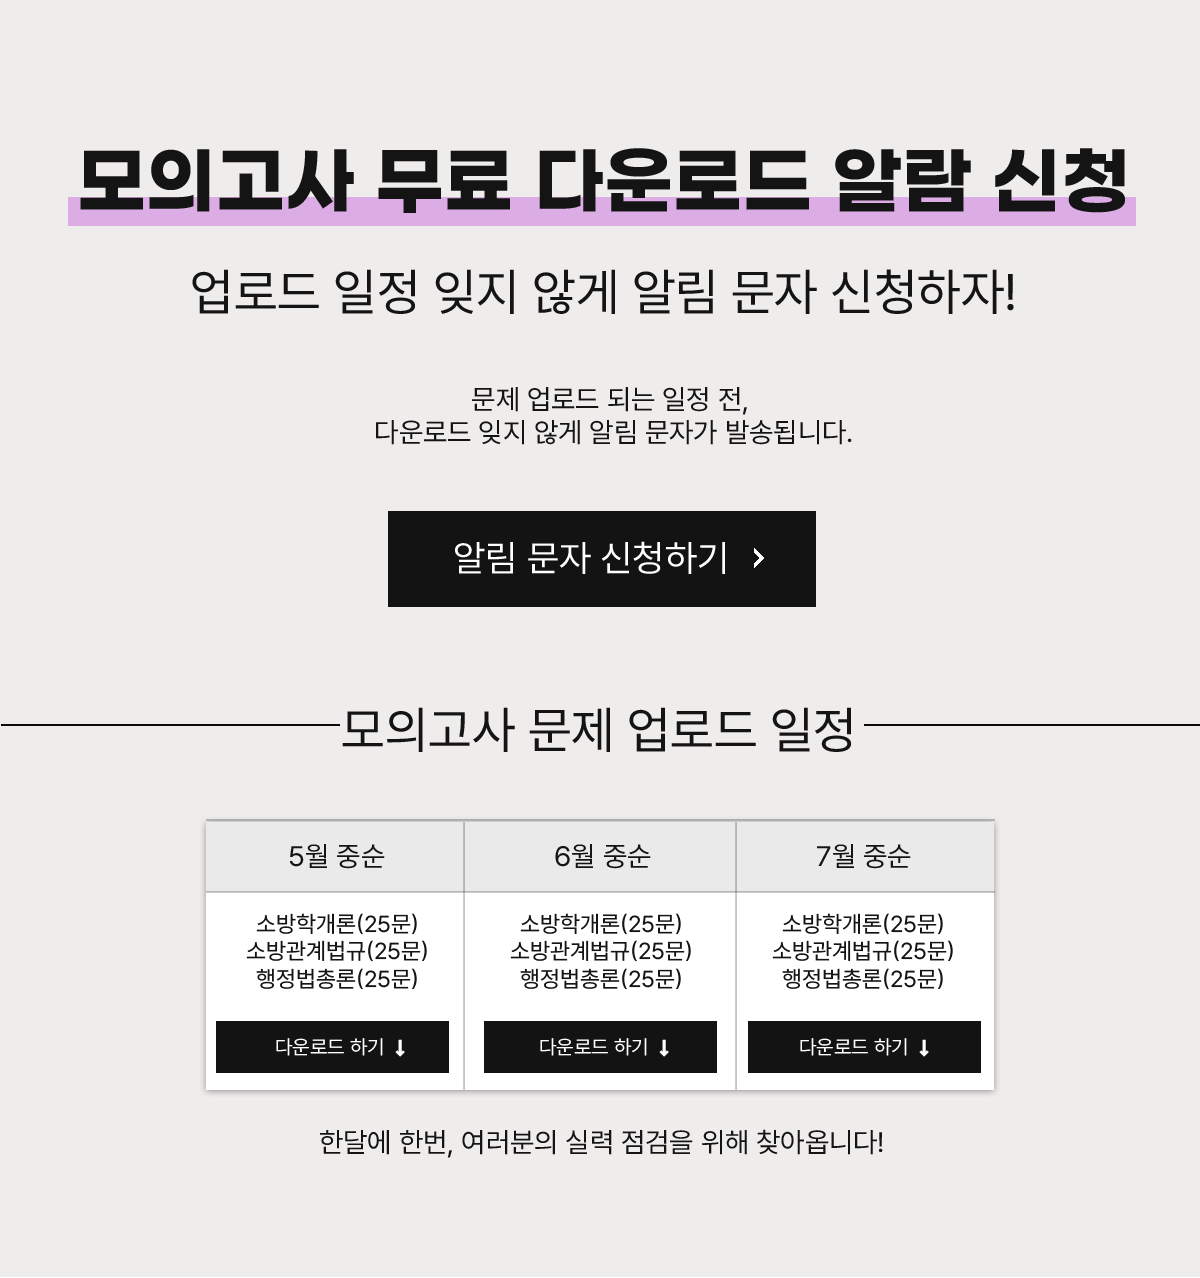 모의고사 무료 다운로드 알람 신청
업로드 일정 잊지 않게 알림 문자 신청하자!
문제 업로드 되는 일정 전,
다운로드 잊지 않게 알림 문자가 발송됩니다.
알림 문자 신청하기
모의고사 문제 업로드 일정
5월 중순 6월 중순 7월 중순
소방학개론(25문) 소방학개론(25문) 소방학개론(25문)
소방관계법규(25문) 소방관계법규(25문) 소방관계법규(25문)
행정법총론(25문) 행정법총론(25문) 행정법총론(25문)
다운로드 하기 다운로드 하기 다운로드 하기
한달에 한번, 여러분의 실력 점검을 위해 찾아옵니다!